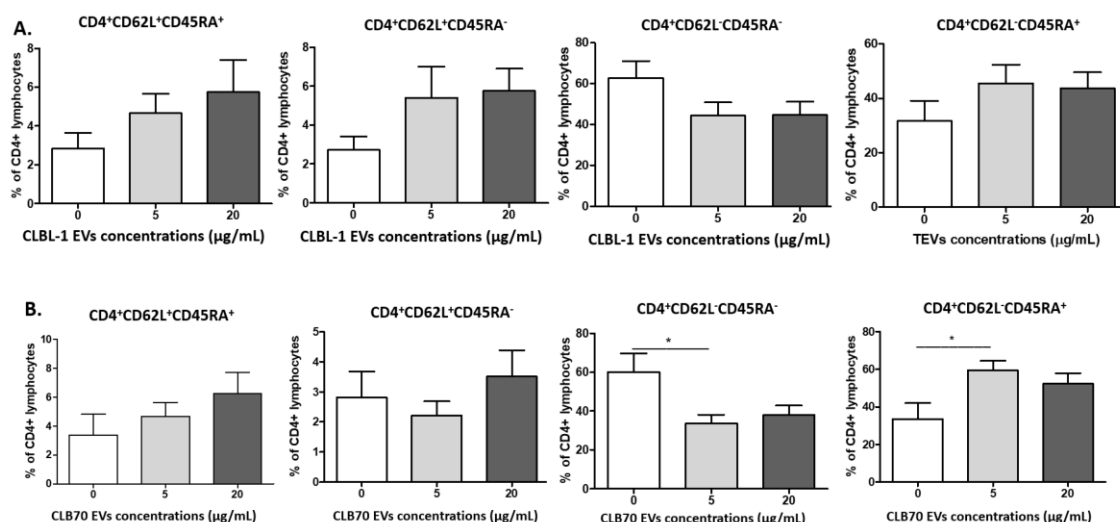 A.
CD4⁺CD62L⁺CD45RA⁺
% of CD4+ lymphocytes
8
6
4
2
0
0 5 20
CLBL-1 EVs concentrations (µg/mL)
CD4⁺CD62L⁺CD45RA⁻
% of CD4+ lymphocytes
8
6
4
2
0
0 5 20
CLBL-1 EVs concentrations (µg/mL)
CD4⁺CD62L⁻CD45RA⁻
% of CD4+ lymphocytes
80
60
40
20
0
0 5 20
CLBL-1 EVs concentrations (µg/mL)
CD4⁺CD62L⁻CD45RA⁺
% of CD4+ lymphocytes
60
40
20
0
0 5 20
TEVs concentrations (µg/mL)
B.
CD4⁺CD62L⁺CD45RA⁺
% of CD4+ lymphocytes
10
8
6
4
2
0
0 5 20
CLB70 EVs concentrations (µg/mL)
CD4⁺CD62L⁺CD45RA⁻
% of CD4+ lymphocytes
5
4
3
2
1
0
0 5 20
CLB70 EVs concentrations (µg/mL)
CD4⁺CD62L⁻CD45RA⁻
% of CD4+ lymphocytes
80
60
40
20
0
*
0 5 20
CLB70 EVs concentrations (µg/mL)
CD4⁺CD62L⁻CD45RA⁺
% of CD4+ lymphocytes
80
60
40
20
0
*
0 5 20
CLB70 EVs concentrations (µg/mL)